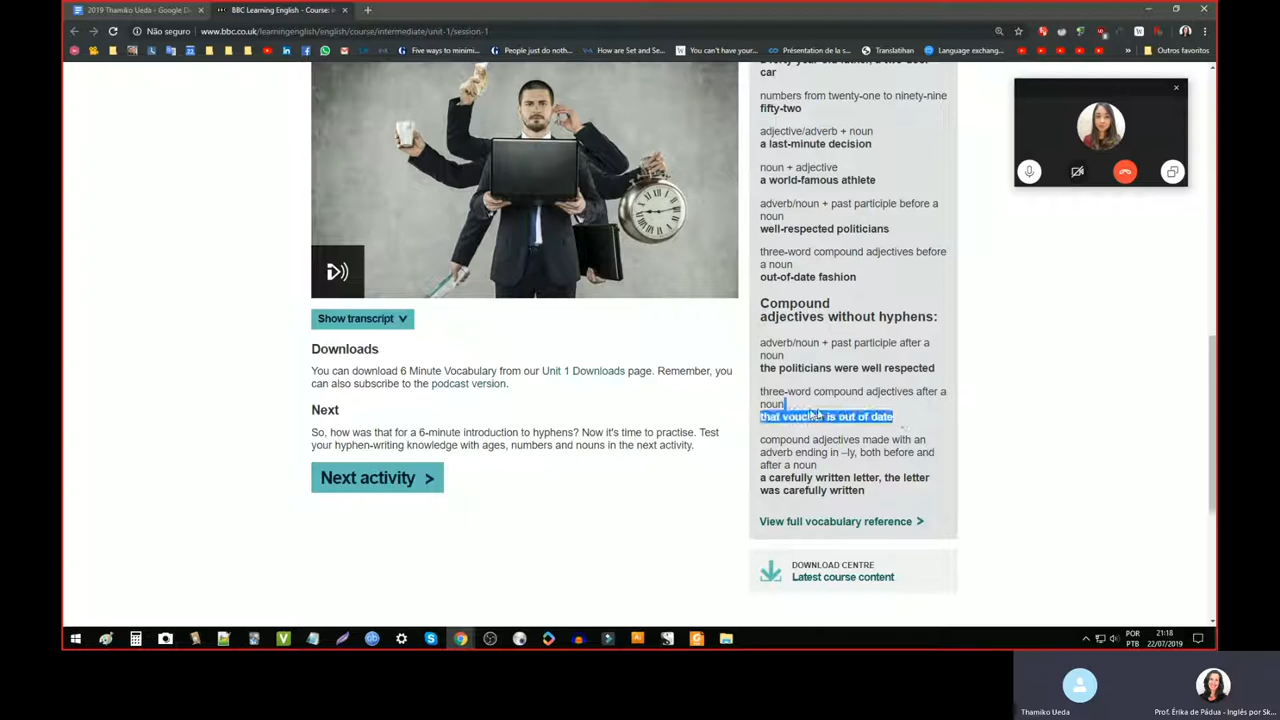 2019 Thamiko Ueda - Google D
BBC Learning English - Course: in
Não seguro
www.bbc.co.uk/learningenglish/english/course/intermediate/unit-1/session-1
Five ways to minimi...
People just do noth...
How are Set and Se...
You can't have your...
Présentation de la s...
Translatihan
Language exchang...
Outros favoritos
car
numbers from twenty-one to ninety-nine
fifty-two
adjective/adverb + noun
a last-minute decision
noun + adjective
a world-famous athlete
adverb/noun + past participle before a
noun
well-respected politicians
three-word compound adjectives before
a noun
out-of-date fashion
Compound
adjectives without hyphens:
adverb/noun + past participle after a
noun
the politicians were well respected
three-word compound adjectives after a
noun
that voucher is out of date
compound adjectives made with an
adverb ending in –ly, both before and
after a noun
a carefully written letter, the letter
was carefully written
View full vocabulary reference >
DOWNLOAD CENTRE
Latest course content
Show transcript
Downloads
You can download 6 Minute Vocabulary from our Unit 1 Downloads page. Remember, you
can also subscribe to the podcast version.
Next
So, how was that for a 6-minute introduction to hyphens? Now it's time to practise. Test
your hyphen-writing knowledge with ages, numbers and nouns in the next activity.
Next activity >
POR
PTB
21:18
22/07/2019
Thamiko Ueda
Prof. Érika de Pádua - Inglês por Sk...